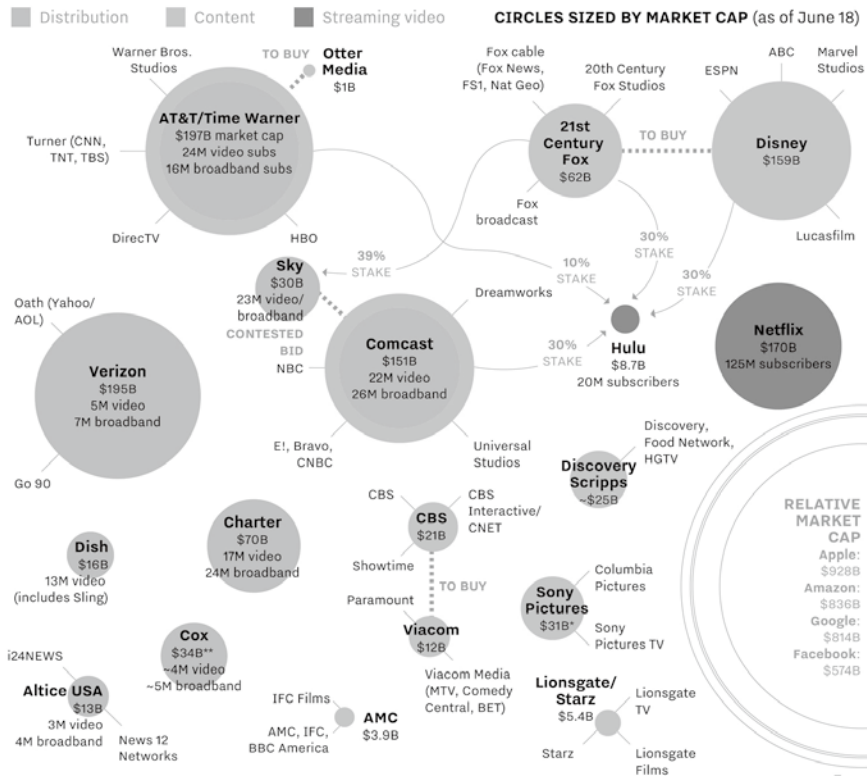 Distribution
Content
Streaming video
CIRCLES SIZED BY MARKET CAP (as of June 18)
Warner Bros.
Studios
TO BUY
Otter
Media
$1B
AT&T/Time Warner
$197B market cap
24M video subs
16M broadband subs
Turner (CNN,
TNT, TBS)
DirecTV
HBO
Fox cable
(Fox News,
FS1, Nat Geo)
20th Century
Fox Studios
21st
Century
Fox
$62B
Fox
broadcast
TO BUY
ESPN
ABC
Marvel
Studios
Disney
$159B
Lucasfilm
39%
STAKE
10%
STAKE
30%
STAKE
30%
STAKE
Sky
$30B
23M video/
broadband
CONTESTED
BID
Oath (Yahoo/
AOL)
Verizon
$195B
5M video
7M broadband
Go 90
NBC
Dreamworks
Comcast
$151B
22M video
26M broadband
E!, Bravo,
CNBC
Universal
Studios
30%
STAKE
Hulu
$8.7B
20M subscribers
Netflix
$170B
125M subscribers
Discovery,
Food Network,
HGTV
Discovery
Scripps
~$25B
RELATIVE
MARKET
CAP
Apple:
$928B
Amazon:
$836B
Google:
$814B
Facebook:
$574B
Dish
$16B
13M video
(includes Sling)
Charter
$70B
17M video
24M broadband
CBS
CBS
Interactive/
CNET
CBS
$21B
Showtime
TO BUY
Paramount
Viacom
$12B
Viacom Media
(MTV, Comedy
Central, BET)
Columbia
Pictures
Sony
Pictures
$31B*
Sony
Pictures TV
Cox
$34B**
~4M video
~5M broadband
i24NEWS
Altice USA
$13B
3M video
4M broadband
News 12
Networks
IFC Films
AMC, IFC,
BBC America
AMC
$3.9B
Lionsgate/
Starz
$5.4B
Lionsgate
TV
Starz
Lionsgate
Films